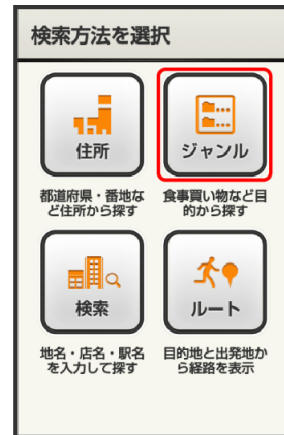 検索方法を選択
住所
ジャンル
都道府県・番地な
ど住所から探す
食事買い物など目
的から探す
検索
ルート
地名・店名・駅名
を入力して探す
目的地と出発地か
ら経路を表示